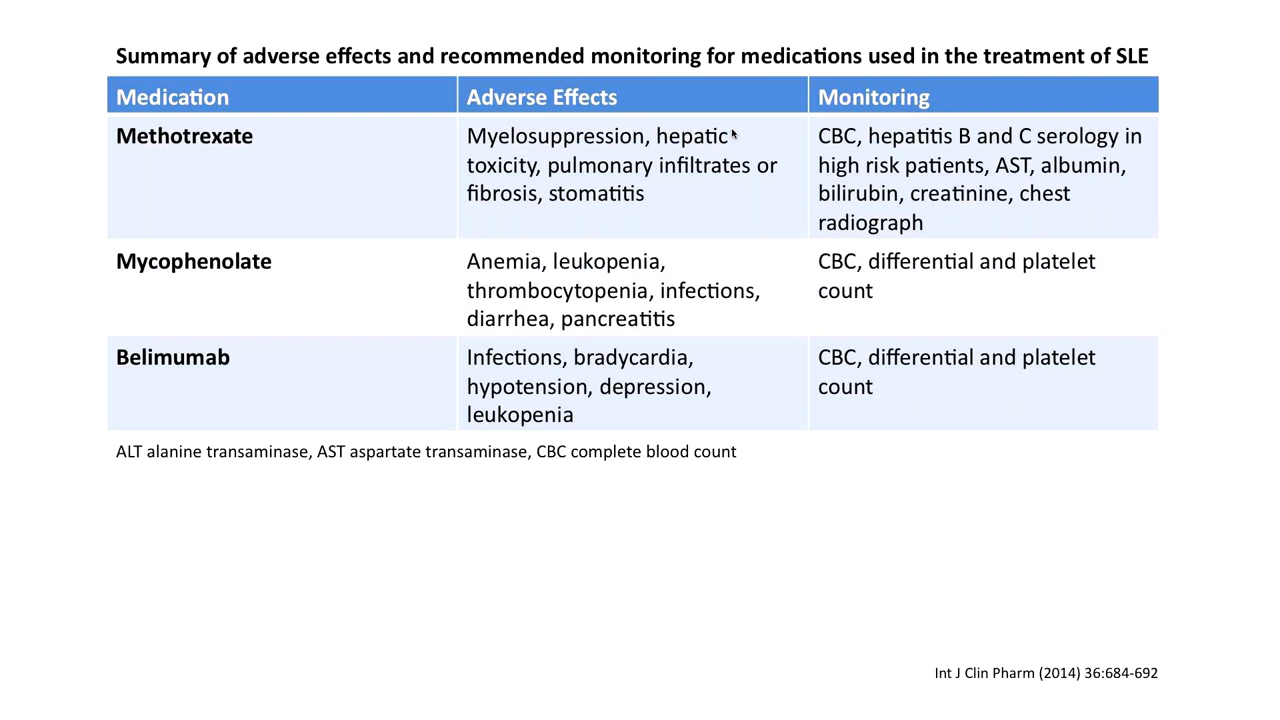 Summary of adverse effects and recommended monitoring for medications used in the treatment of SLE
Medication
Adverse Effects
Monitoring
Methotrexate
Myelosuppression, hepatic
toxicity, pulmonary infiltrates or
fibrosis, stomatitis
CBC, hepatitis B and C serology in
high risk patients, AST, albumin,
bilirubin, creatinine, chest
radiograph
Mycophenolate
Anemia, leukopenia,
thrombocytopenia, infections,
diarrhea, pancreatitis
CBC, differential and platelet
count
Belimumab
Infections, bradycardia,
hypotension, depression,
leukopenia
CBC, differential and platelet
count
ALT alanine transaminase, AST aspartate transaminase, CBC complete blood count
Int J Clin Pharm (2014) 36:684-692